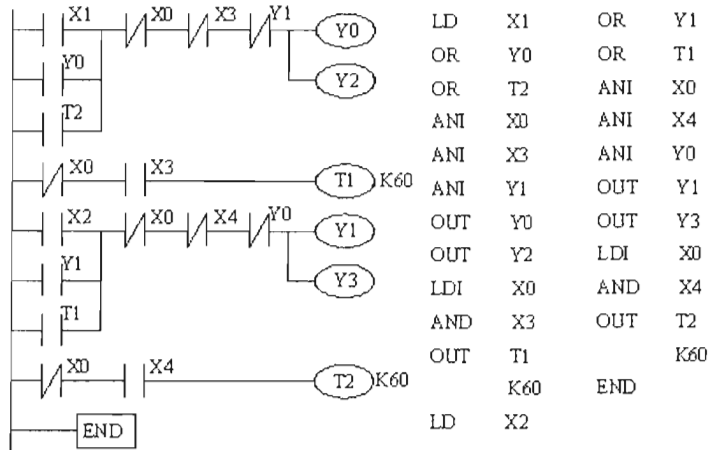 X1 X0 X3 Y1 Y0
Y0 Y2
T2
X0 X3 T1 K60
X2 X0 X4 Y0 Y1
Y1 Y3
T1
X0 X4 T2 K60
END
LD X1
OR Y0
OR T2
ANI X0
ANI X3
ANI Y1
OUT Y0
OUT Y2
LDI X0
AND X3
OUT T1
K60
LD X2
OR Y1
OR T1
ANI X0
ANI X4
ANI Y0
OUT Y1
OUT Y3
LDI X0
AND X4
OUT T2
K60
END